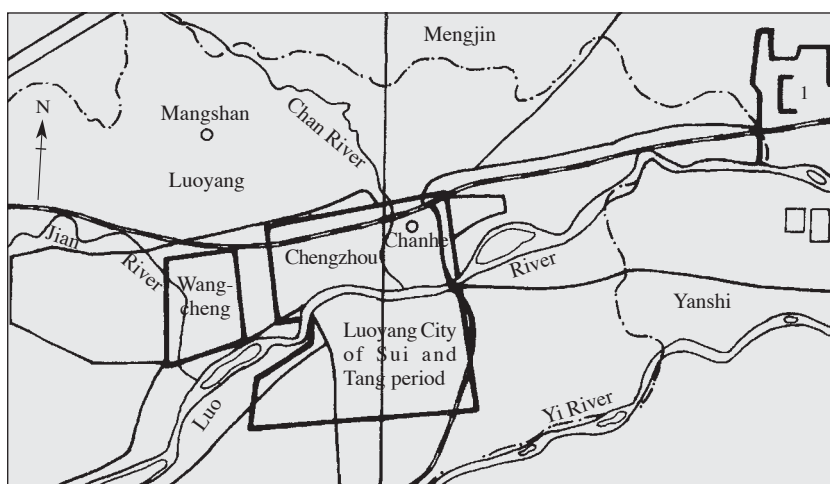 Mengjin
1
N
Mangshan
Chan River
Luoyang
Jian
River
Chengzhou
Chanhe
River
Wang-
cheng
Yanshi
Luoyang City
of Sui and
Tang period
Luo
Yi River